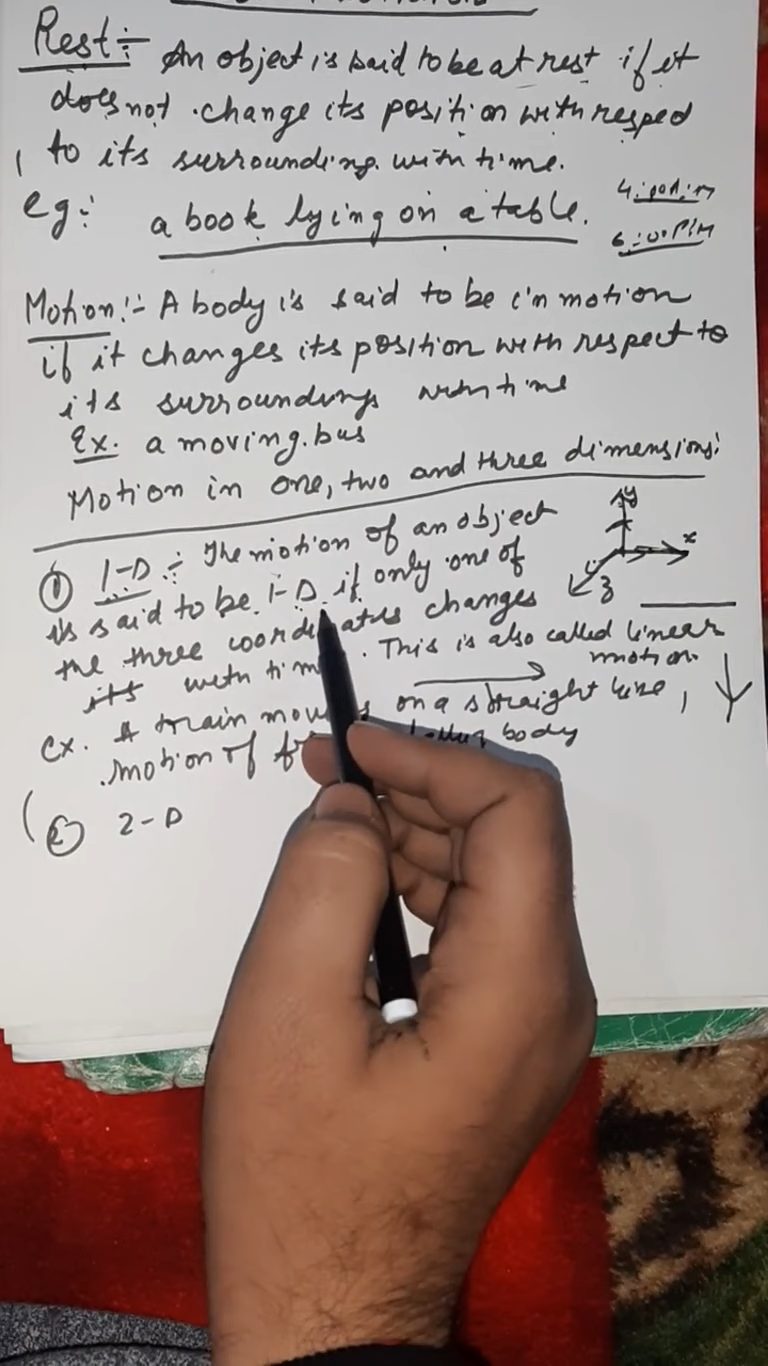 Rest:- An object is said to be at rest if it
does not change its position with respect
to its surrounding with time.
eg:- a book lying on a table.
6:00 PM
Motion:- A body is said to be in motion
if it changes its position with respect to
its surroundings with time
Ex. a moving bus
Motion in one, two and three dimensions:
① 1-D :- The motion of an object
is said to be 1-D if only one of
the three coordinates changes
its with time. This is also called linear
motion
Ex. A train moves on a straight line,
motion of body
② 2-D
y
x
z